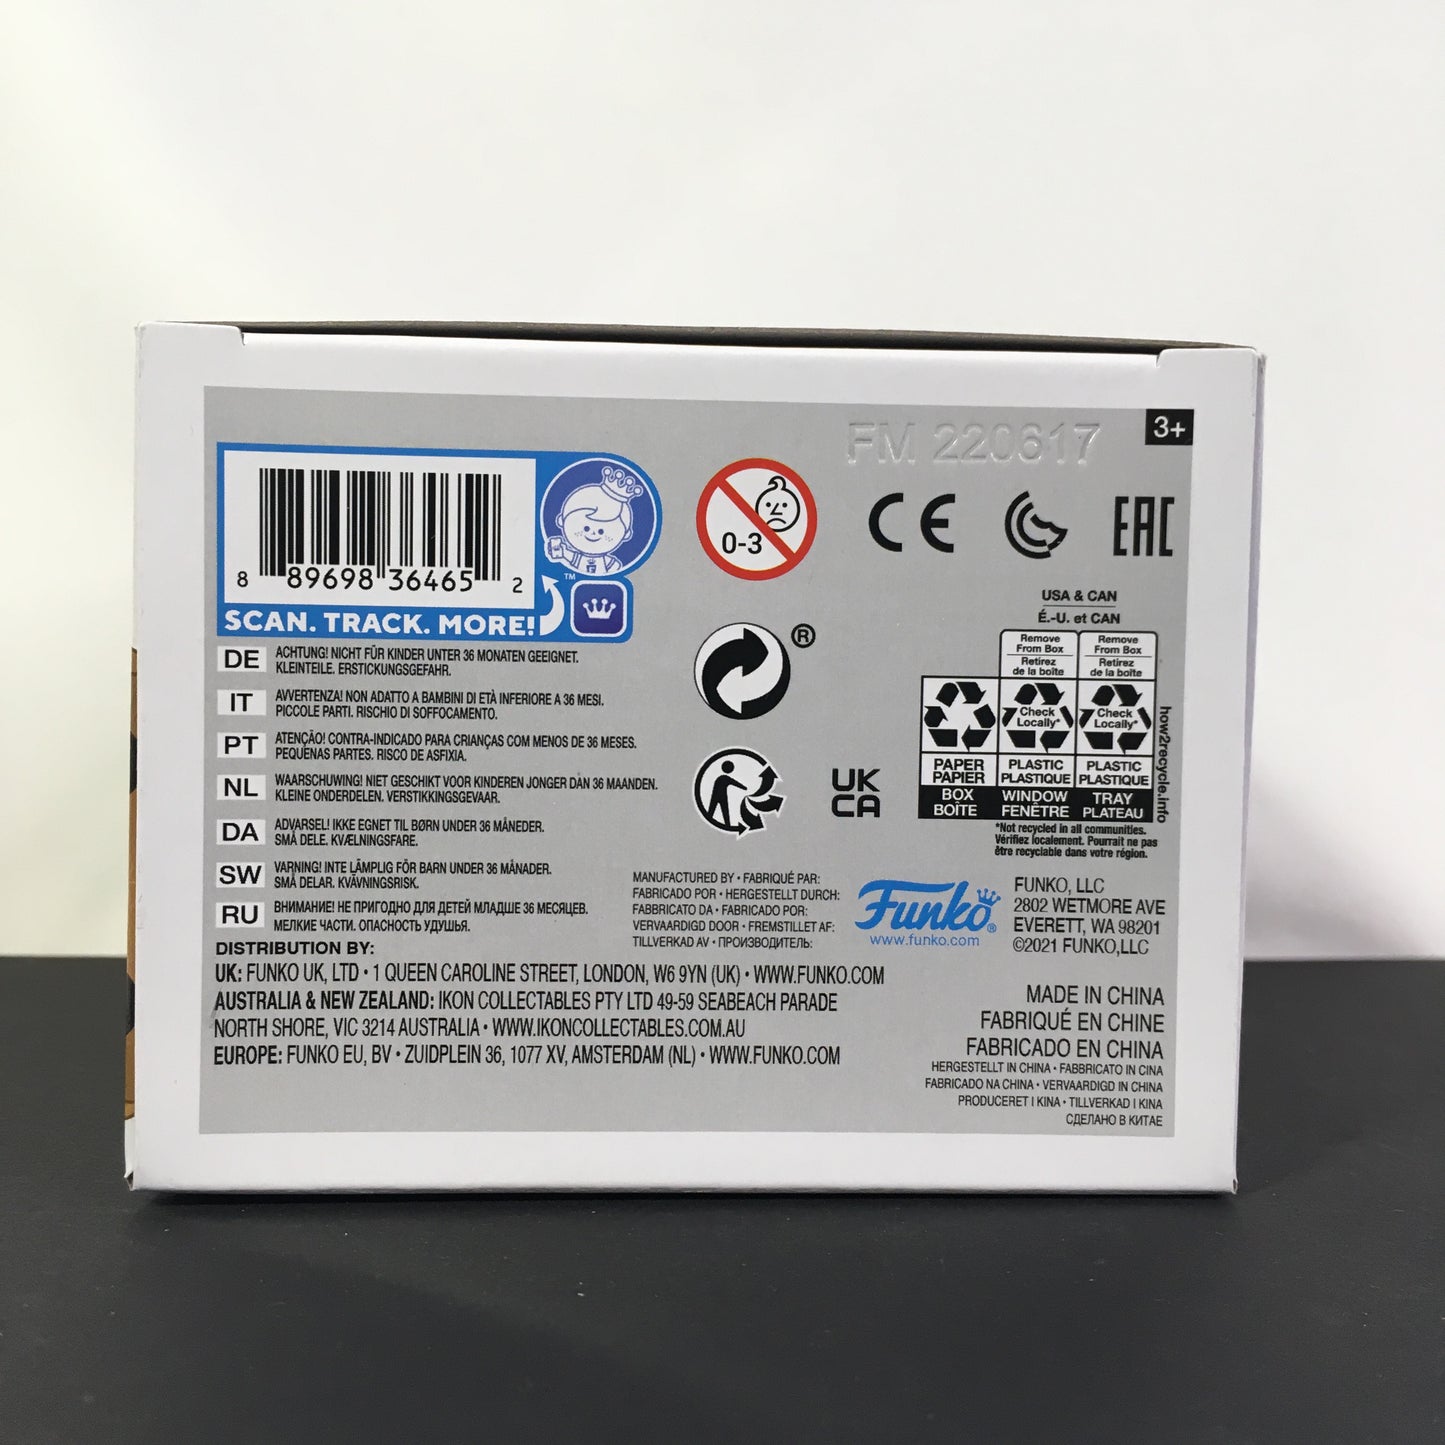 FM 220617
3+
8 89698 36465 2
SCAN. TRACK. MORE!
™
0-3
CE
EAC
USA & CAN
É.-U. et CAN
Remove
From Box
Retirez
de la boîte
Remove
From Box
Retirez
de la boîte
Check
Locally*
Check
Locally*
PAPER
PAPIER
PLASTIC
PLASTIQUE
PLASTIC
PLASTIQUE
BOX
BOÎTE
WINDOW
FENÊTRE
TRAY
PLATEAU
how2recycle.info
*Not recycled in all communities.
Vérifiez localement. Pourrait ne pas
être recyclable dans votre région.
®
UK
CA
DE ACHTUNG! NICHT FÜR KINDER UNTER 36 MONATEN GEEIGNET.
KLEINTEILE. ERSTICKUNGSGEFAHR.
IT AVVERTENZA! NON ADATTO A BAMBINI DI ETÀ INFERIORE A 36 MESI.
PICCOLE PARTI. RISCHIO DI SOFFOCAMENTO.
PT ATENÇÃO! CONTRA-INDICADO PARA CRIANÇAS COM MENOS DE 36 MESES.
PEQUENAS PARTES. RISCO DE ASFIXIA.
NL WAARSCHUWING! NIET GESCHIKT VOOR KINDEREN JONGER DAN 36 MAANDEN.
KLEINE ONDERDELEN. VERSTIKKINGSGEVAAR.
DA ADVARSEL! IKKE EGNET TIL BØRN UNDER 36 MÅNEDER.
SMÅ DELE. KVÆLNINGSFARE.
SW VARNING! INTE LÄMPLIG FÖR BARN UNDER 36 MÅNADER.
SMÅ DELAR. KVÄVNINGSRISK.
RU ВНИМАНИЕ! НЕ ПРИГОДНО ДЛЯ ДЕТЕЙ МЛАДШЕ 36 МЕСЯЦЕВ.
МЕЛКИЕ ЧАСТИ. ОПАСНОСТЬ УДУШЬЯ.
MANUFACTURED BY • FABRIQUÉ PAR:
FABRICADO POR • HERGESTELLT DURCH:
FABBRICATO DA • FABRICADO POR:
VERVAARDIGD DOOR • FREMSTILLET AF:
TILLVERKAD AV • ПРОИЗВОДИТЕЛЬ:
Funko®
www.funko.com
FUNKO, LLC
2802 WETMORE AVE
EVERETT, WA 98201
©2021 FUNKO,LLC
DISTRIBUTION BY:
UK: FUNKO UK, LTD • 1 QUEEN CAROLINE STREET, LONDON, W6 9YN (UK) • WWW.FUNKO.COM
AUSTRALIA & NEW ZEALAND: IKON COLLECTABLES PTY LTD 49-59 SEABEACH PARADE
NORTH SHORE, VIC 3214 AUSTRALIA • WWW.IKONCOLLECTABLES.COM.AU
EUROPE: FUNKO EU, BV • ZUIDPLEIN 36, 1077 XV, AMSTERDAM (NL) • WWW.FUNKO.COM
MADE IN CHINA
FABRIQUÉ EN CHINE
FABRICADO EN CHINA
HERGESTELLT IN CHINA • FABBRICATO IN CINA
FABRICADO NA CHINA • VERVAARDIGD IN CHINA
PRODUCERET I KINA • TILLVERKAD I KINA
СДЕЛАНО В КИТАЕ